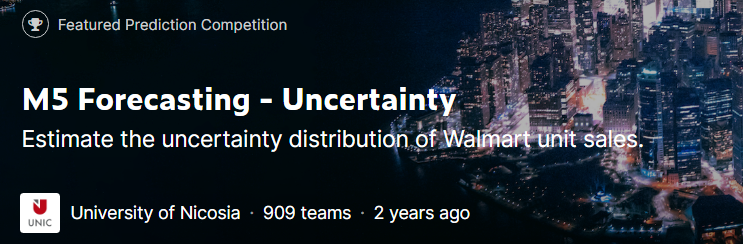 Featured Prediction Competition
M5 Forecasting - Uncertainty
Estimate the uncertainty distribution of Walmart unit sales.
UNIC
University of Nicosia · 909 teams · 2 years ago